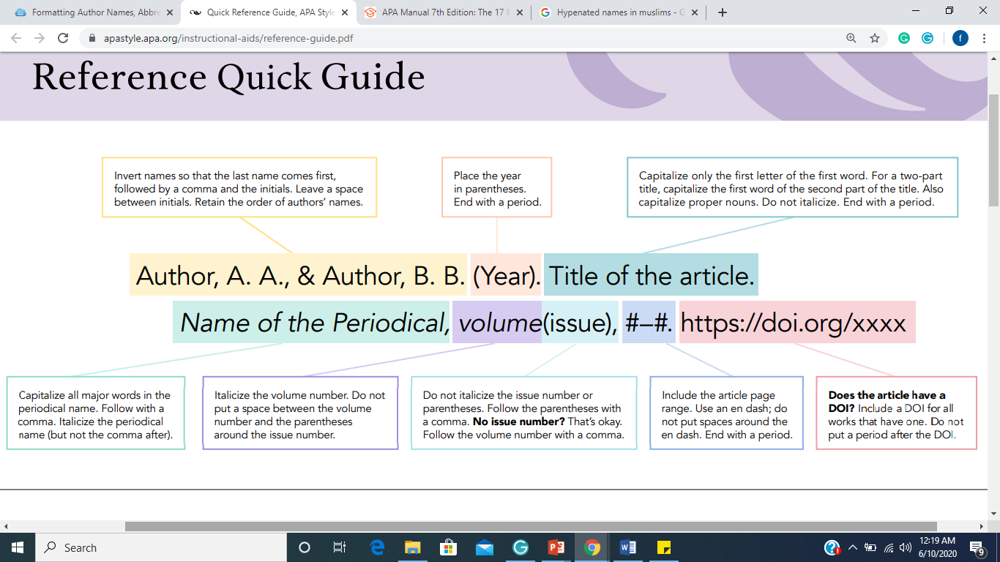 Formatting Author Names, Abbre
Quick Reference Guide, APA Style
APA Manual 7th Edition: The 17
Hypenated names in muslims - G
apastyle.apa.org/instructional-aids/reference-guide.pdf
f
Reference Quick Guide
Invert names so that the last name comes first,
followed by a comma and the initials. Leave a space
between initials. Retain the order of authors’ names.
Place the year
in parentheses.
End with a period.
Capitalize only the first letter of the first word. For a two-part
title, capitalize the first word of the second part of the title. Also
capitalize proper nouns. Do not italicize. End with a period.
Author, A. A., & Author, B. B. (Year). Title of the article.
Name of the Periodical, volume(issue), #–#. https://doi.org/xxxx
Capitalize all major words in the
periodical name. Follow with a
comma. Italicize the periodical
name (but not the comma after).
Italicize the volume number. Do not
put a space between the volume
number and the parentheses
around the issue number.
Do not italicize the issue number or
parentheses. Follow the parentheses with
a comma. No issue number? That’s okay.
Follow the volume number with a comma.
Include the article page
range. Use an en dash; do
not put spaces around the
en dash. End with a period.
Does the article have a
DOI? Include a DOI for all
works that have one. Do not
put a period after the DOI.
Search
12:19 AM
6/10/2020
9